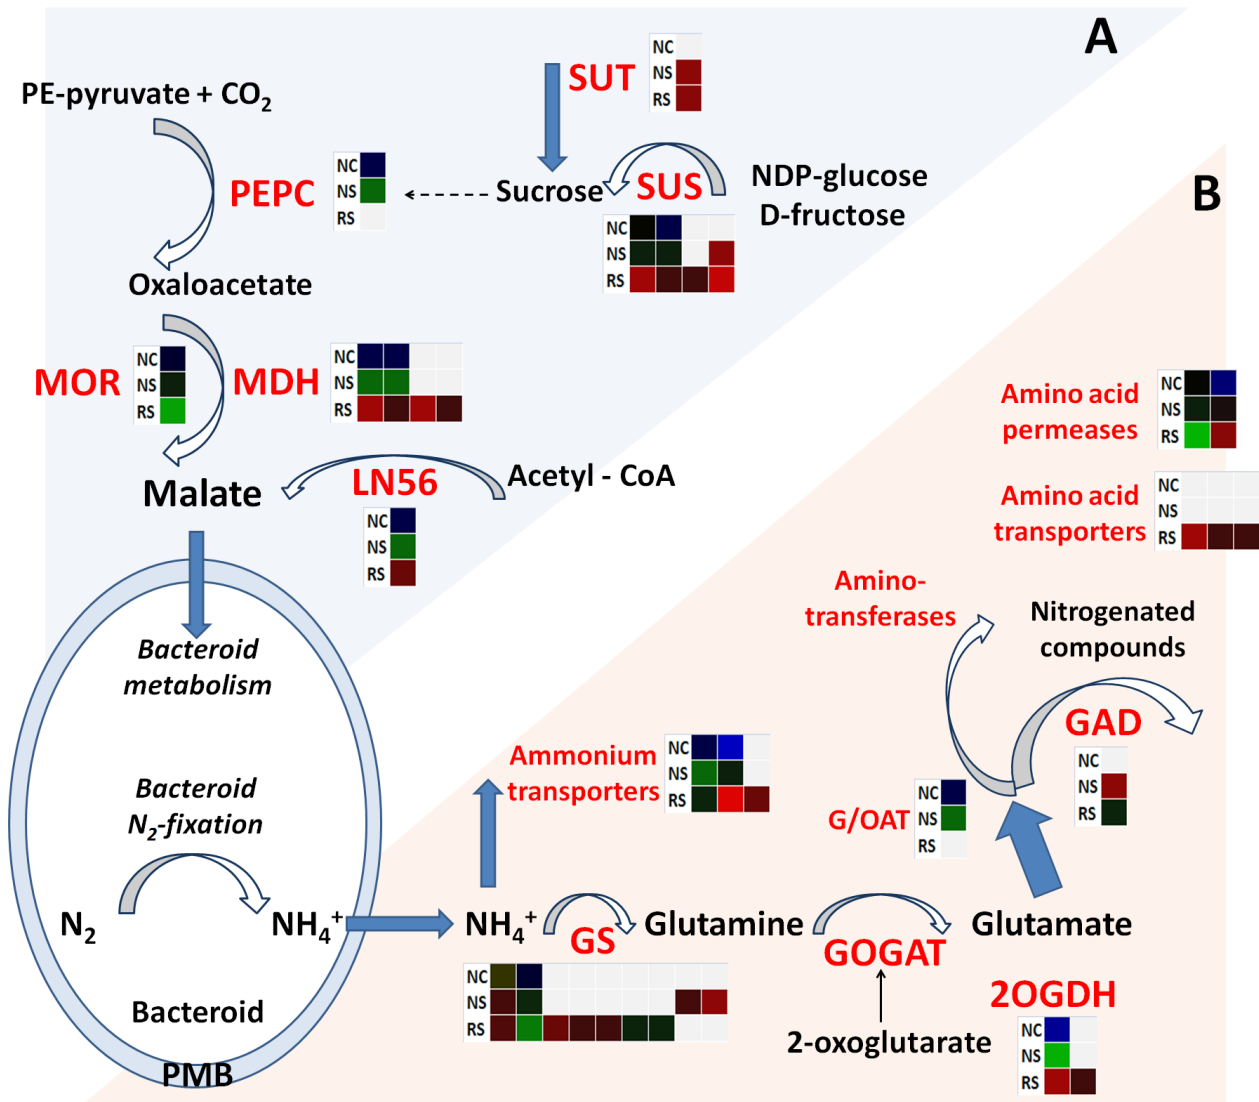 A
PE-pyruvate + CO2
SUT
NC
NS
RS
PEPC
NC
NS
RS
Sucrose
SUS
NDP-glucose
D-fructose
NC
NS
RS
B
Oxaloacetate
MOR
NC
NS
RS
MDH
NC
NS
RS
Amino acid
permeases
NC
NS
RS
Malate
LN56
Acetyl - CoA
NC
NS
RS
Amino acid
transporters
NC
NS
RS
Amino-
transferases
Nitrogenated
compounds
Bacteroid
metabolism
GAD
NC
NS
RS
Ammonium
transporters
NC
NS
RS
Bacteroid
N2-fixation
G/OAT
NC
NS
RS
N2
NH4+
NH4+
GS
Glutamine
GOGAT
Glutamate
NC
NS
RS
2OGDH
NC
NS
RS
2-oxoglutarate
Bacteroid
PMB